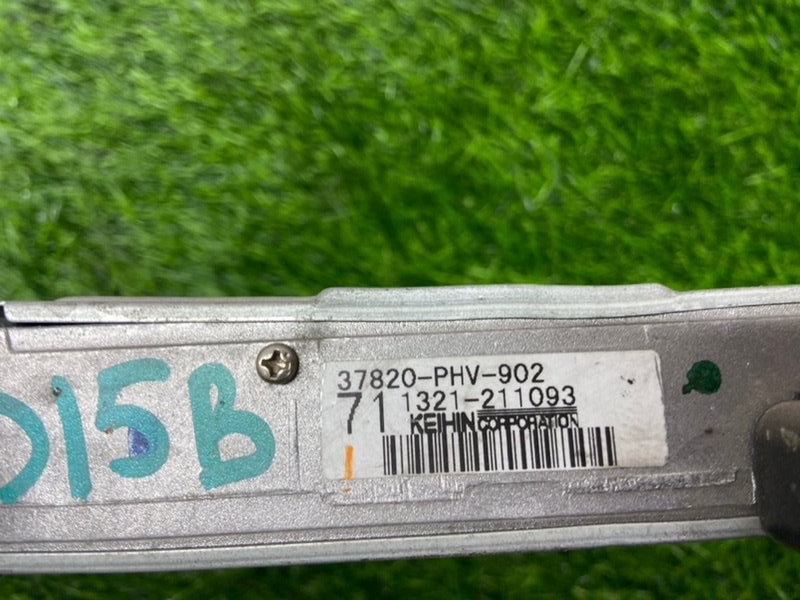 D15B
37820-PHV-902
71 1321-211093
KEIHIN CORPORATION